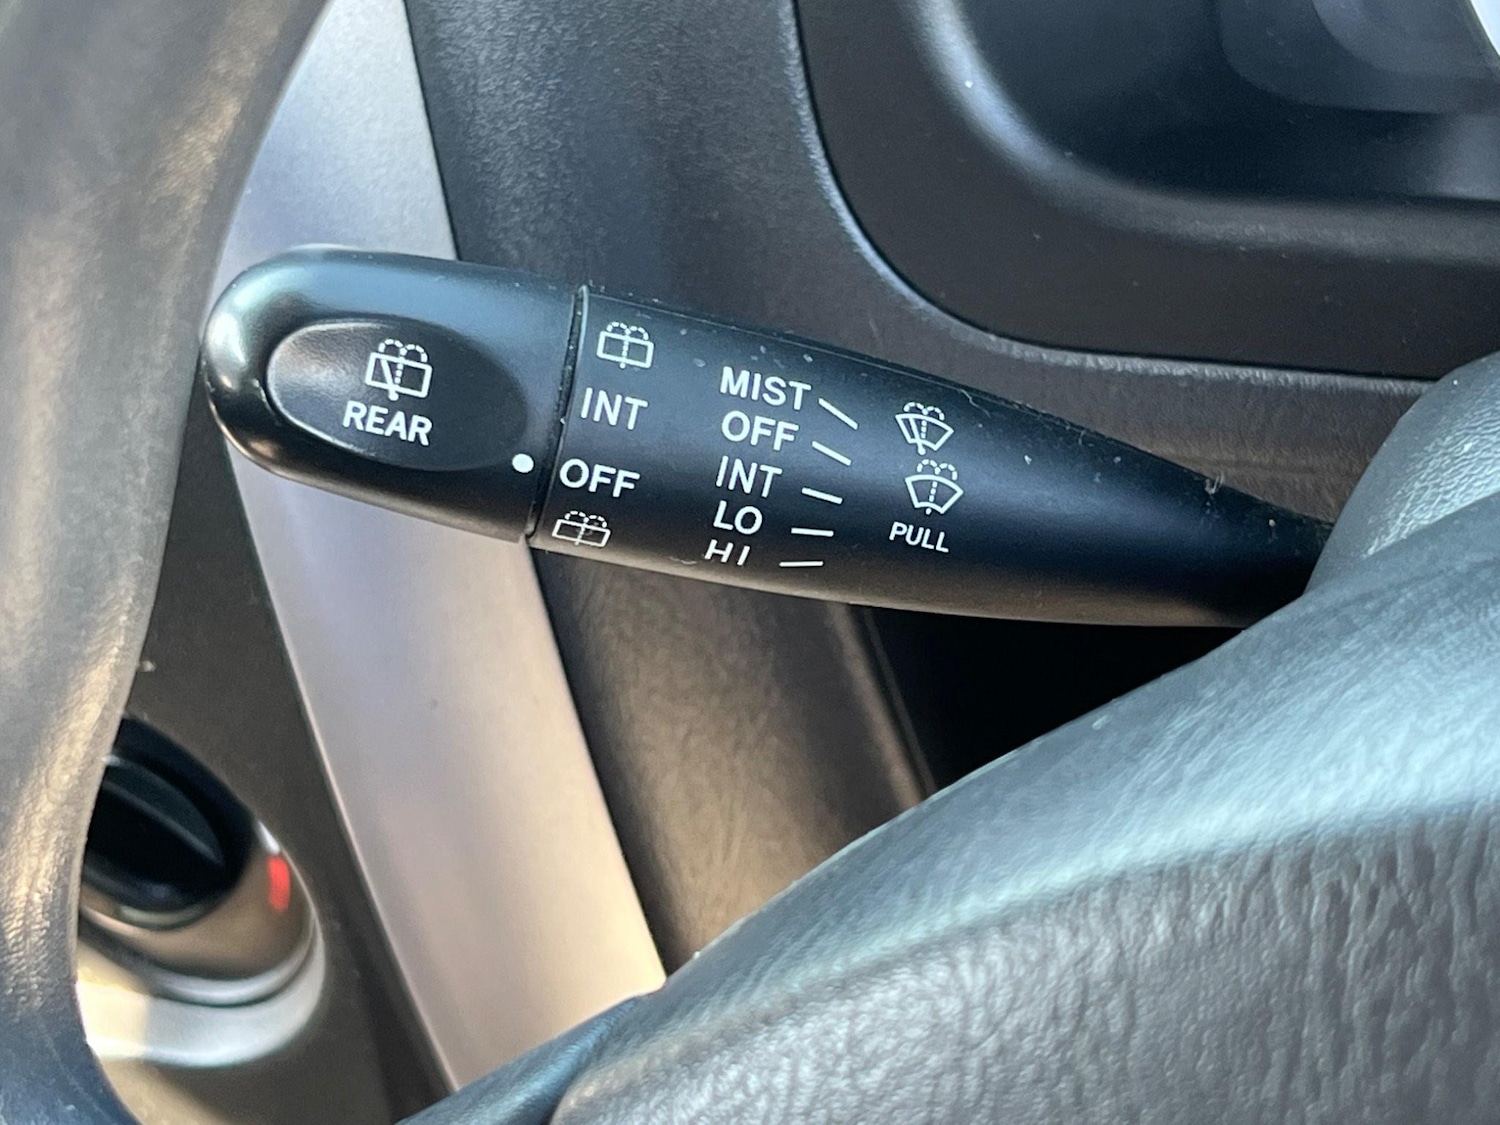 REAR
INT
OFF
MIST
OFF
INT
LO
HI
PULL